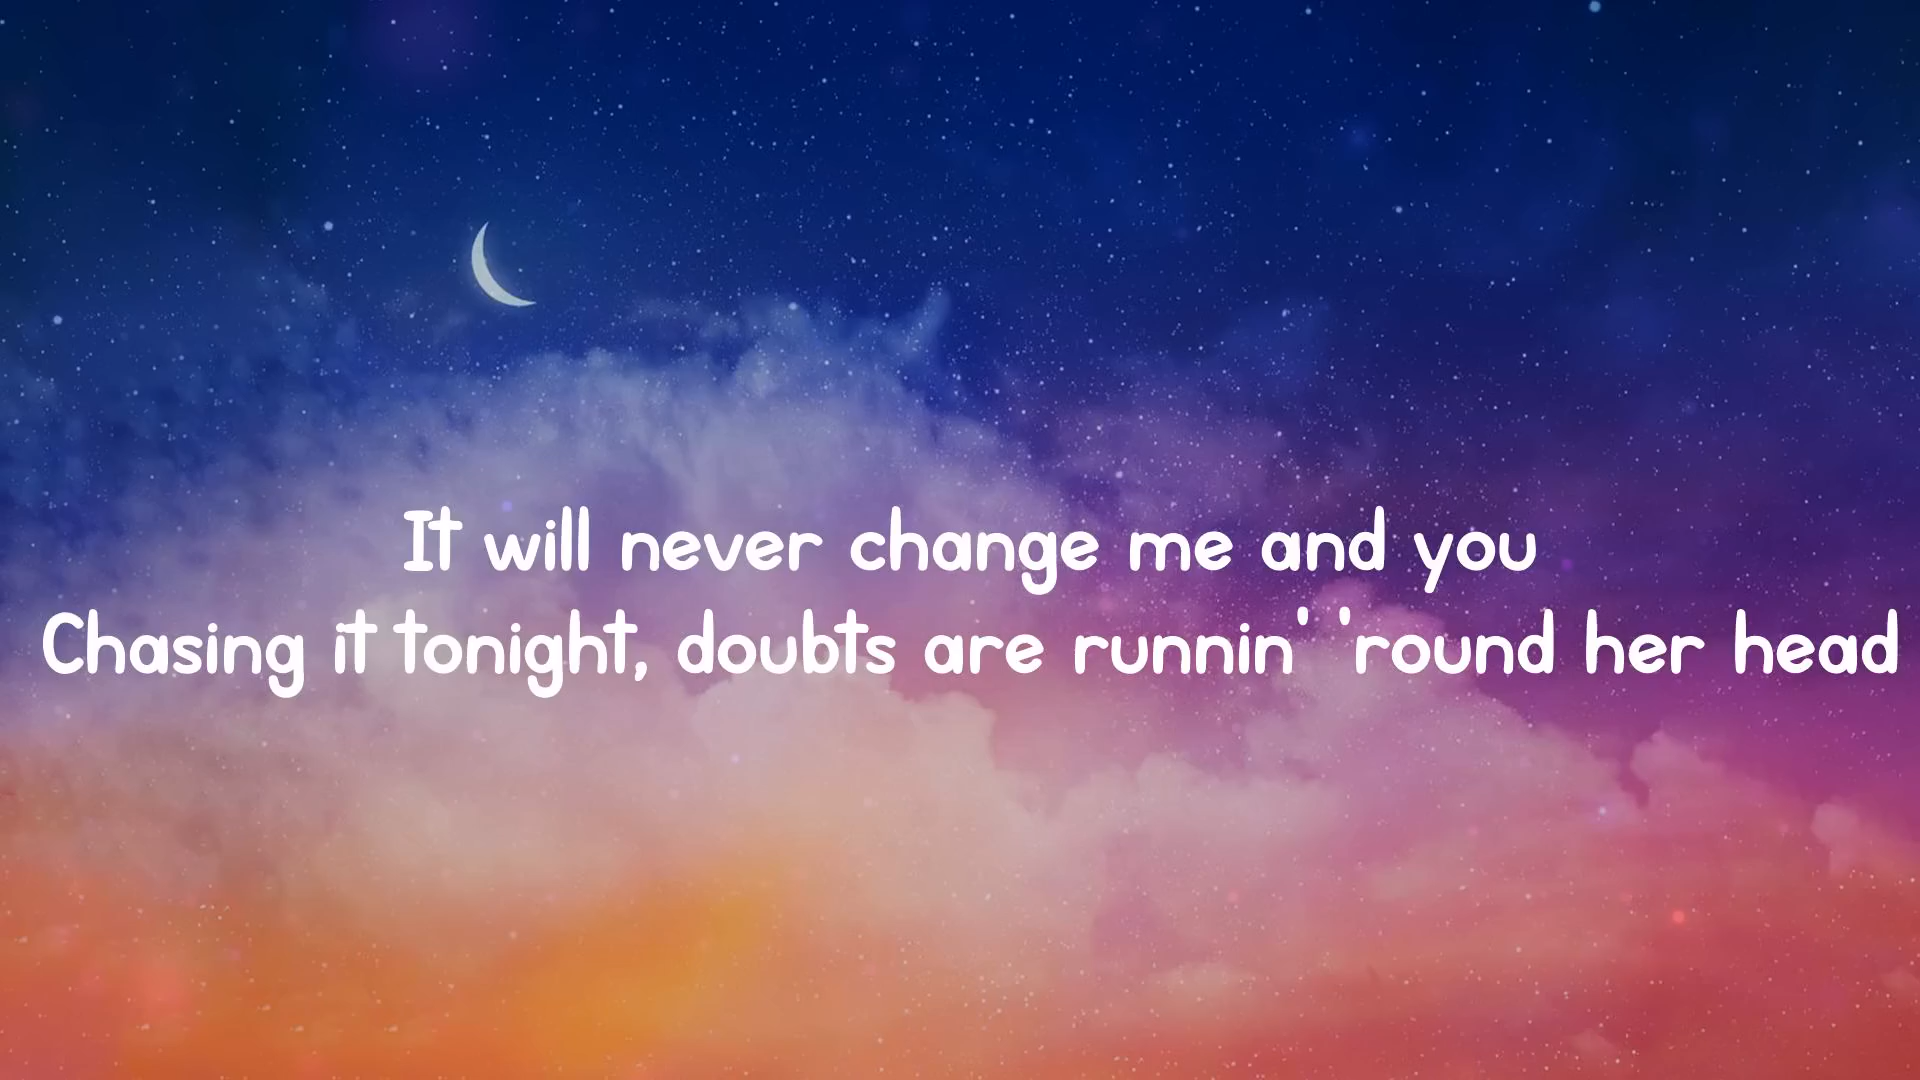 It will never change me and you
Chasing it tonight, doubts are runnin' 'round her head